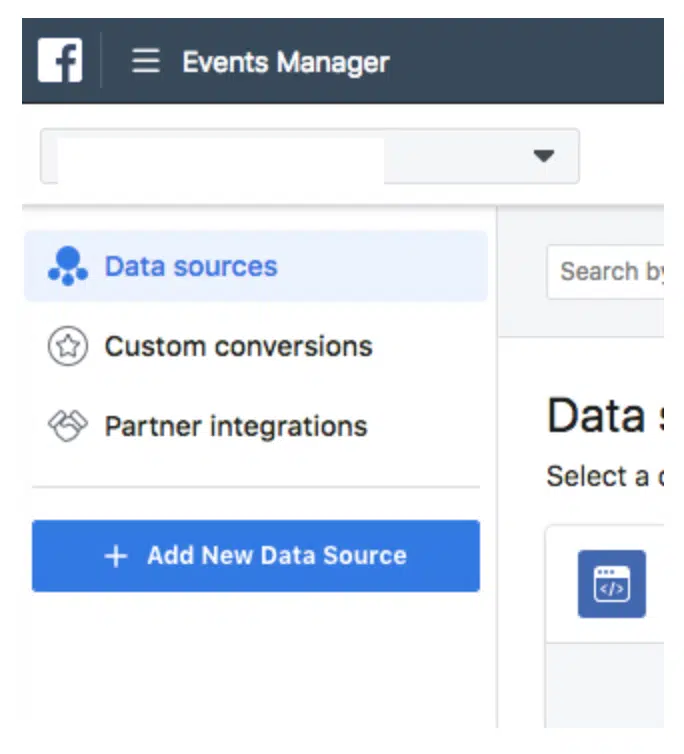 Events Manager
Data sources
Custom conversions
Partner integrations
+ Add New Data Source
Search by
Data
Select a